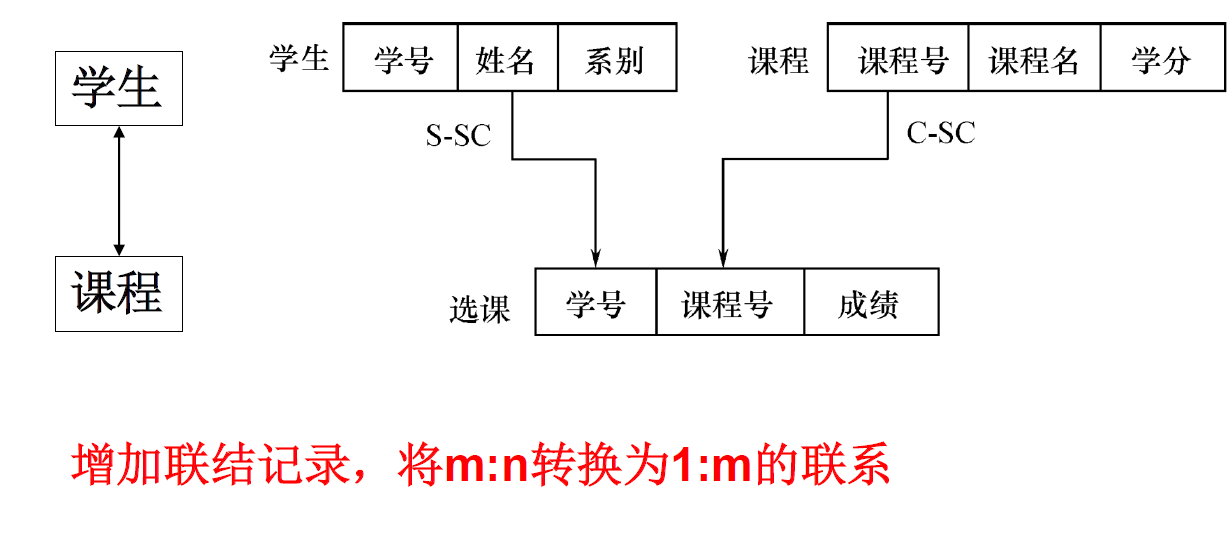 学生
课程
学生 学号 姓名 系别
课程 课程号 课程名 学分
S-SC
C-SC
选课 学号 课程号 成绩
增加联结记录，将m:n转换为1:m的联系